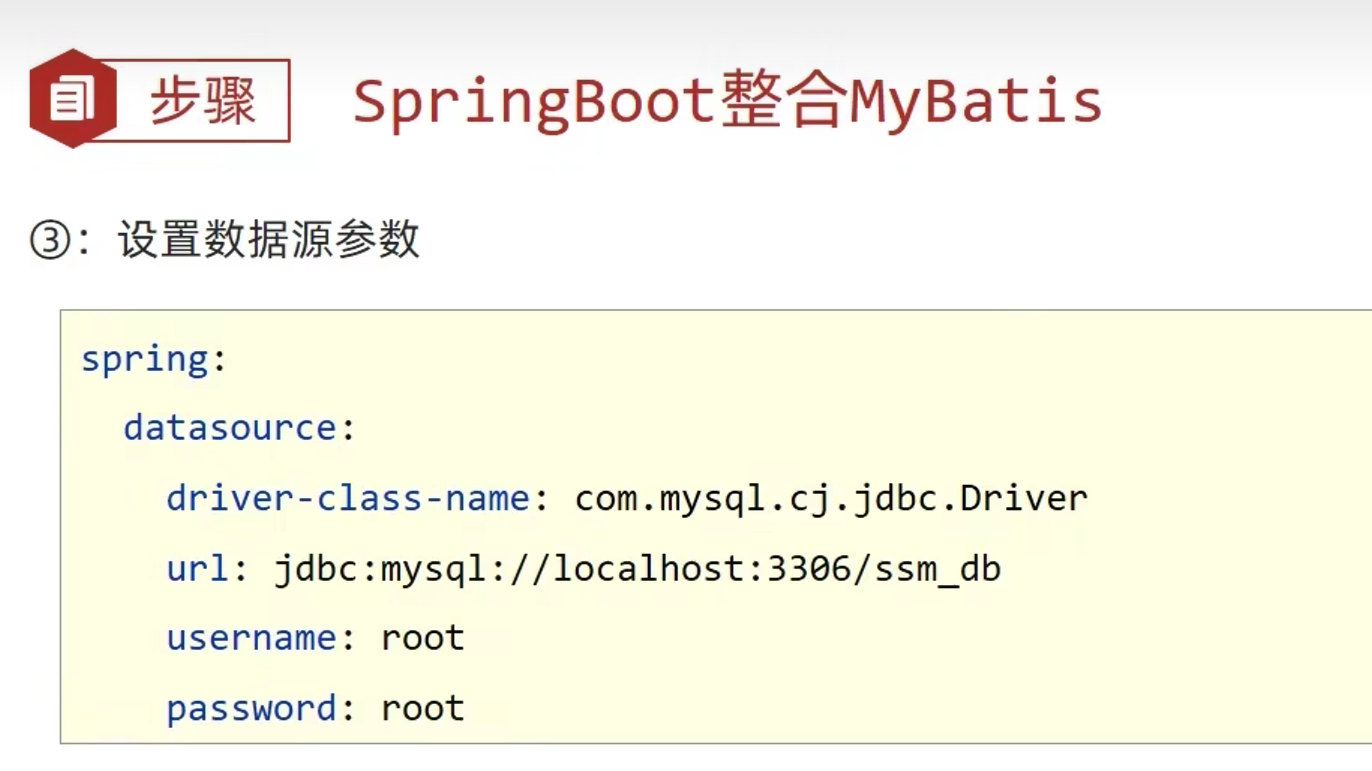 步骤 SpringBoot整合MyBatis
③：设置数据源参数
spring:
  datasource:
    driver-class-name: com.mysql.cj.jdbc.Driver
    url: jdbc:mysql://localhost:3306/ssm_db
    username: root
    password: root